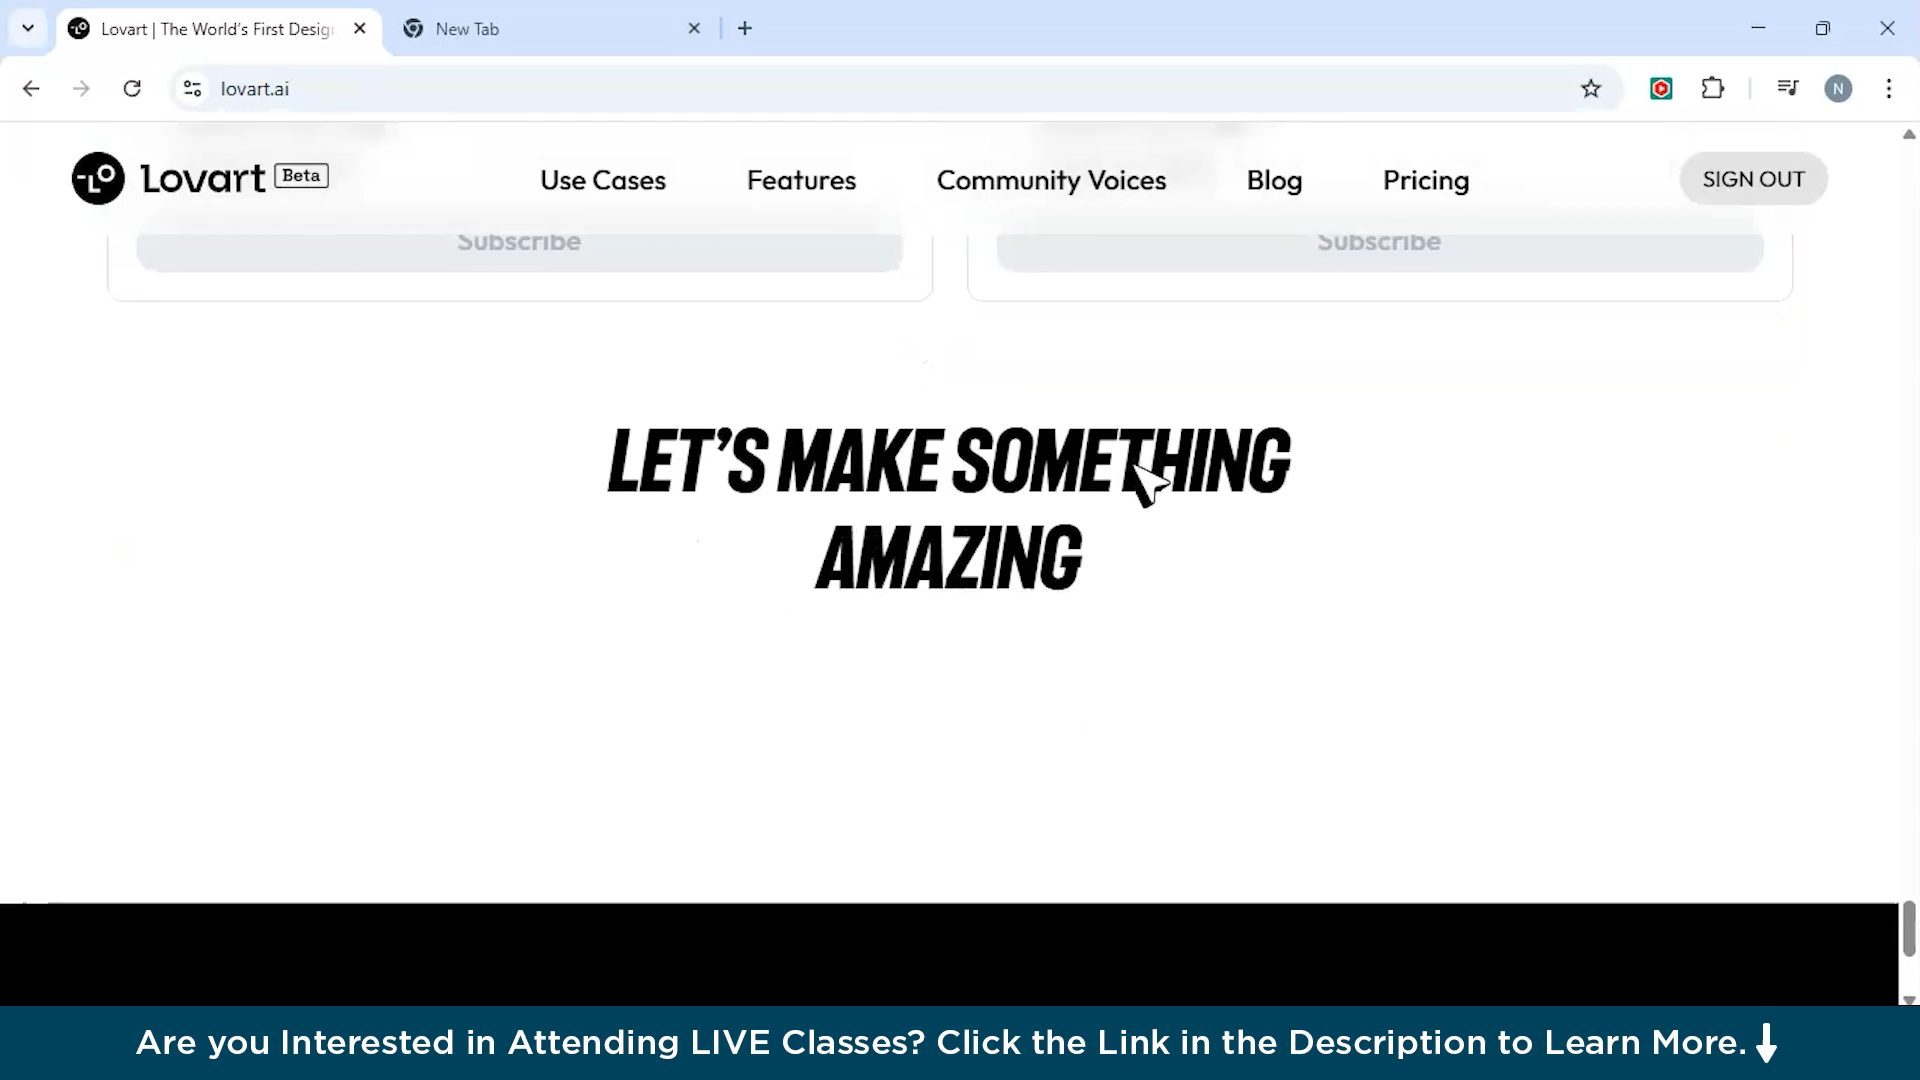 Lovart | The World's First Desig
New Tab
lovart.ai
N
Lovart Beta
Use Cases
Features
Community Voices
Blog
Pricing
SIGN OUT
Subscribe
Subscribe
LET'S MAKE SOMETHING
AMAZING
Are you Interested in Attending LIVE Classes? Click the Link in the Description to Learn More.